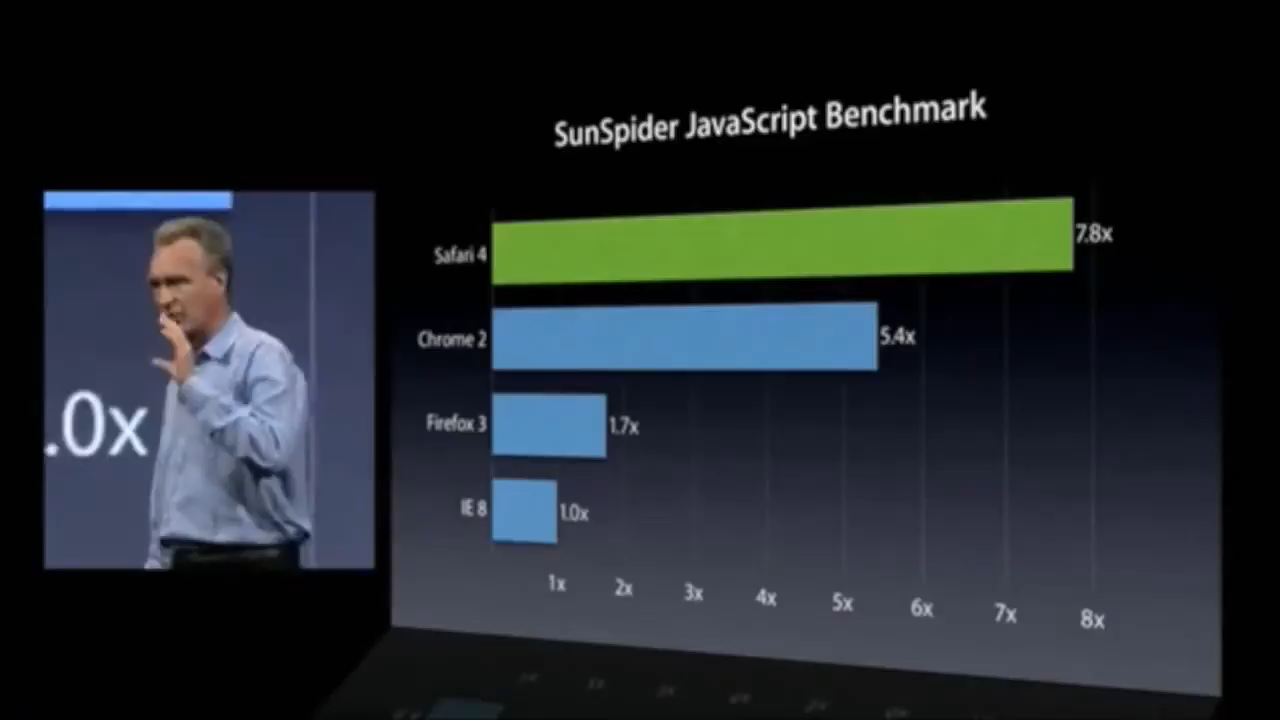 SunSpider JavaScript Benchmark
Safari 4 7.8x
Chrome 2 5.4x
Firefox 3 1.7x
IE 8 1.0x
1x 2x 3x 4x 5x 6x 7x 8x
.0x